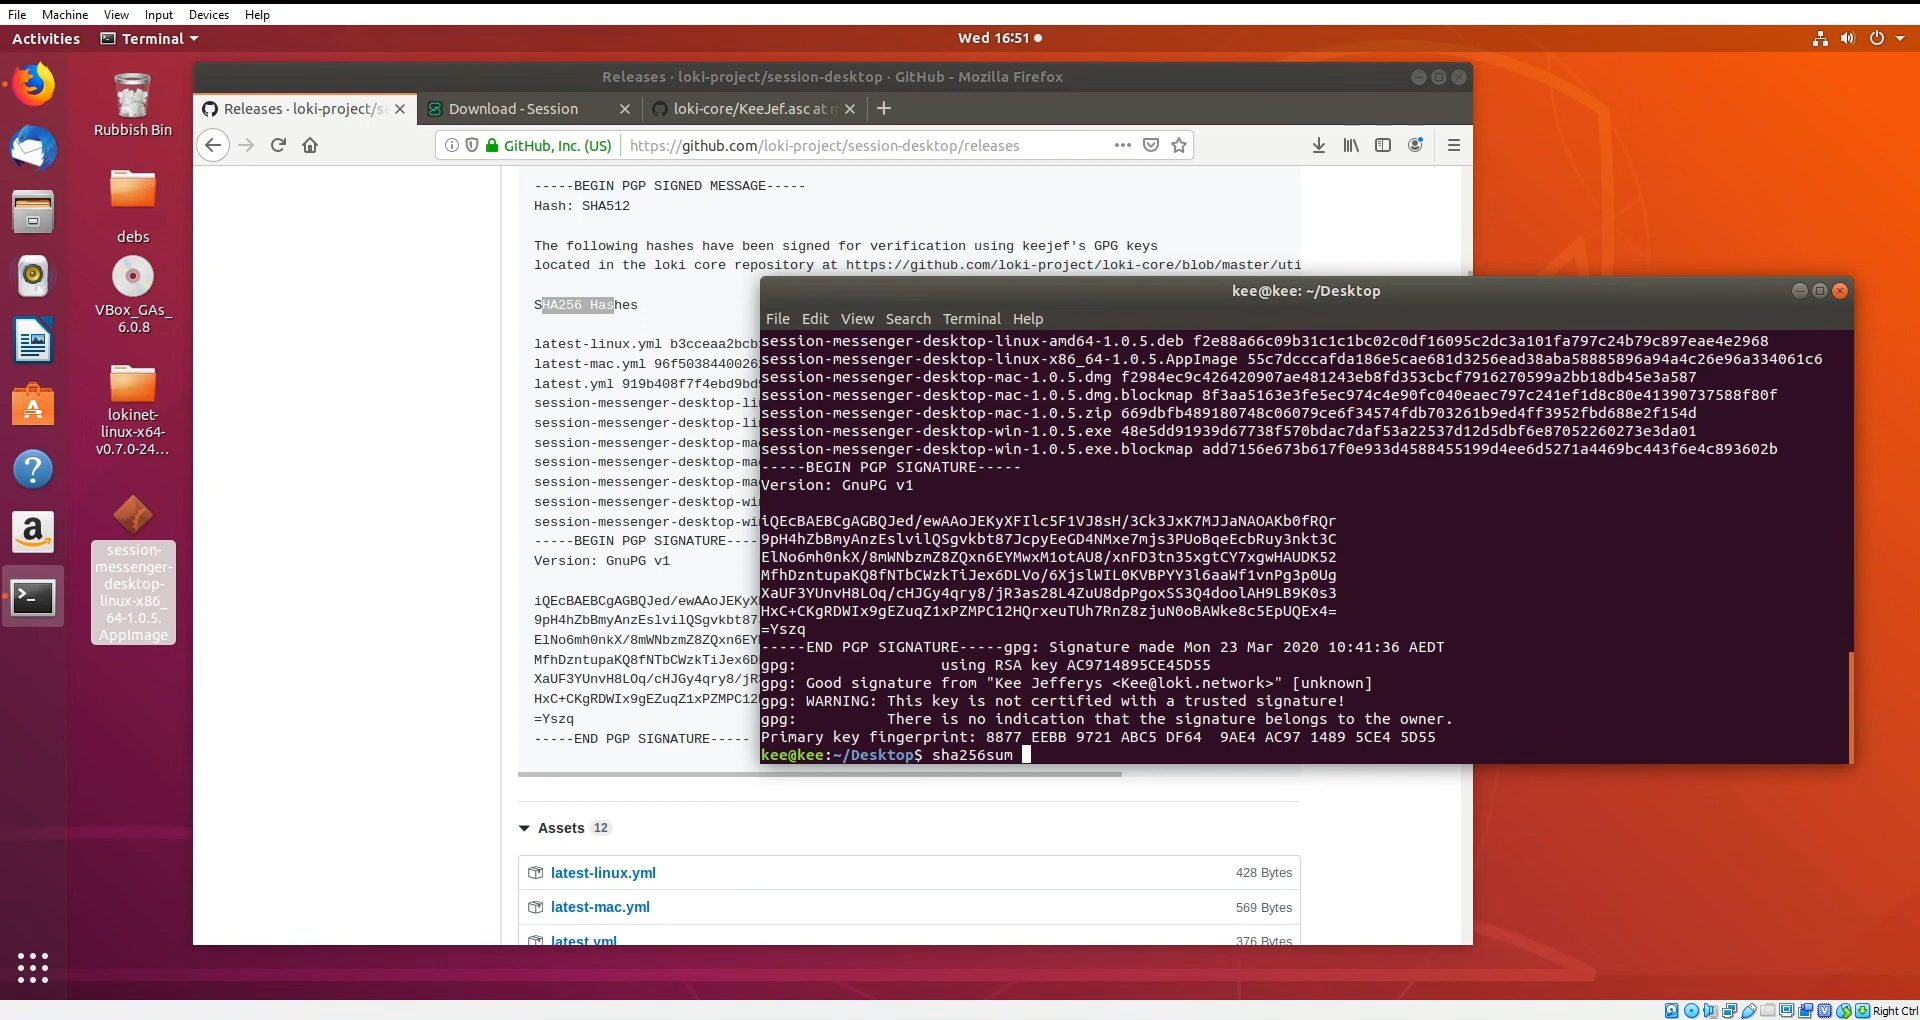 File Machine View Input Devices Help
Activities Terminal Wed 16:51
Rubbish Bin
debs
VBox_GAs_
6.0.8
lokinet-
linux-x64-
v0.7.0-24...
session-
messenger-
desktop-
linux-x86_
64-1.0.5.
AppImage
Releases · loki-project/session-desktop · GitHub - Mozilla Firefox
Releases · loki-project/se Download - Session loki-core/KeeJef.asc at m
GitHub, Inc. (US) https://github.com/loki-project/session-desktop/releases
-----BEGIN PGP SIGNED MESSAGE-----
Hash: SHA512
The following hashes have been signed for verification using keejef's GPG keys
located in the loki core repository at https://github.com/loki-project/loki-core/blob/master/uti
SHA256 Hashes
latest-linux.yml b3cceaa2bcb
latest-mac.yml 96f5038440026
latest.yml 919b408f7f4ebd9bd
session-messenger-desktop-li
session-messenger-desktop-li
session-messenger-desktop-ma
session-messenger-desktop-ma
session-messenger-desktop-ma
session-messenger-desktop-wi
session-messenger-desktop-wi
-----BEGIN PGP SIGNATURE----
Version: GnuPG v1
iQEcBAEBCgAGBQJed/ewAAoJEKyX
9pH4hZbBmyAnzEslvilQSgvkbt87
ElNo6mh0nkX/8mWNbzmZ8ZQxn6EY
MfhDzntupaKQ8fNTbCWzkTiJex6D
XaUF3YUnvH8LOq/cHJGy4qry8/jR
HxC+CKgRDWIx9gEZuqZ1xPZMPC12
=Yszq
-----END PGP SIGNATURE-----
Assets 12
latest-linux.yml 428 Bytes
latest-mac.yml 569 Bytes
latest.yml 376 Bytes
kee@kee: ~/Desktop
File Edit View Search Terminal Help
session-messenger-desktop-linux-amd64-1.0.5.deb f2e88a66c09b31c1c1bc02c0df16095c2dc3a101fa797c24b79c897eae4e2968
session-messenger-desktop-linux-x86_64-1.0.5.AppImage 55c7dcccafda186e5cae681d3256ead38aba58885896a94a4c26e96a334061c6
session-messenger-desktop-mac-1.0.5.dmg f2984ec9c426420907ae481243eb8fd353cbcf7916270599a2bb18db45e3a587
session-messenger-desktop-mac-1.0.5.dmg.blockmap 8f3aa5163e3fe5ec974c4e90fc040eaec797c241ef1d8c80e41390737588f80f
session-messenger-desktop-mac-1.0.5.zip 669dbfb489180748c06079ce6f34574fdb703261b9ed4ff3952fbd688e2f154d
session-messenger-desktop-win-1.0.5.exe 48e5dd91939d67738f570bdac7daf53a22537d12d5dbf6e87052260273e3da01
session-messenger-desktop-win-1.0.5.exe.blockmap add7156e673b617f0e933d4588455199d4ee6d5271a4469bc443f6e4c893602b
-----BEGIN PGP SIGNATURE-----
Version: GnuPG v1
iQEcBAEBCgAGBQJed/ewAAoJEKyXFIlc5F1VJ8sH/3Ck3JxK7MJJaNAOAKb0fRQr
9pH4hZbBmyAnzEslvilQSgvkbt87JcpyEeGD4NMxe7mjs3PUoBqeEcbRuy3nkt3C
ElNo6mh0nkX/8mWNbzmZ8ZQxn6EYMwxM1otAU8/xnFD3tn35xgtCY7xgwHAUDK52
MfhDzntupaKQ8fNTbCWzkTiJex6DLVo/6XjslWIL0KVBPYY3l6aaWf1vnPg3p0Ug
XaUF3YUnvH8LOq/cHJGy4qry8/jR3as28L4ZuU8dpPgoxSS3Q4doolAH9LB9K0s3
HxC+CKgRDWIx9gEZuqZ1xPZMPC12HQrxeuTUh7RnZ8zjuN0oBAWke8c5EpUQEx4=
=Yszq
-----END PGP SIGNATURE-----gpg: Signature made Mon 23 Mar 2020 10:41:36 AEDT
gpg: using RSA key AC9714895CE45D55
gpg: Good signature from "Kee Jefferys <Kee@loki.network>" [unknown]
gpg: WARNING: This key is not certified with a trusted signature!
gpg: There is no indication that the signature belongs to the owner.
Primary key fingerprint: 8877 EEBB 9721 ABC5 DF64 9AE4 AC97 1489 5CE4 5D55
kee@kee:~/Desktop$ sha256sum
Right Ctrl